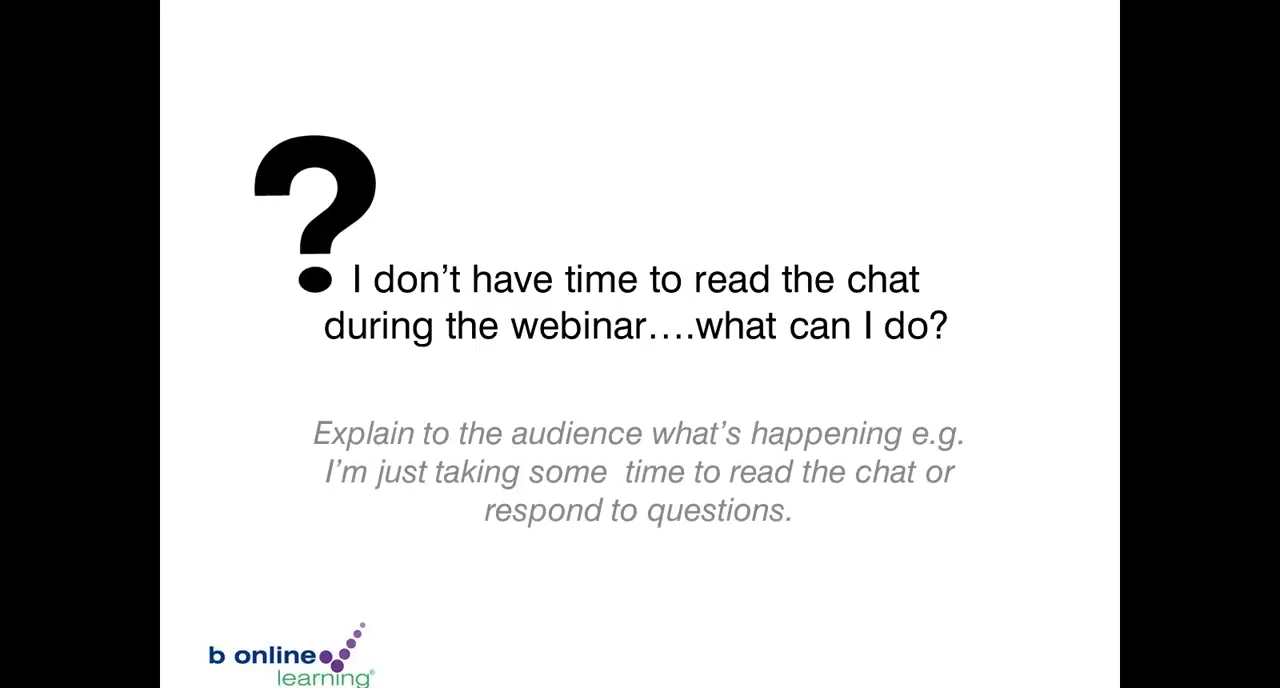 ?
I don’t have time to read the chat
during the webinar….what can I do?
Explain to the audience what’s happening e.g.
I’m just taking some  time to read the chat or
respond to questions.
b online
learning®